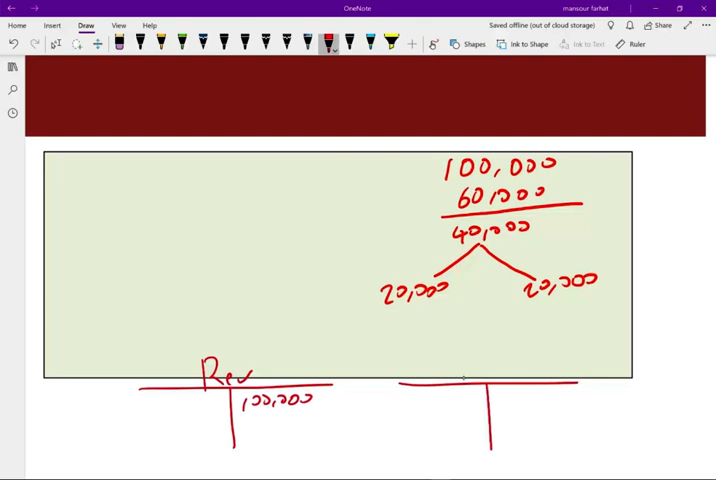 OneNote
mansour farhat
Home Insert Draw View Help
Saved offline (out of cloud storage)
Share
Shapes
Ink to Shape
Ink to Text
Ruler
100,000
60,000
40,000
20,000 20,000
Rev
100,000